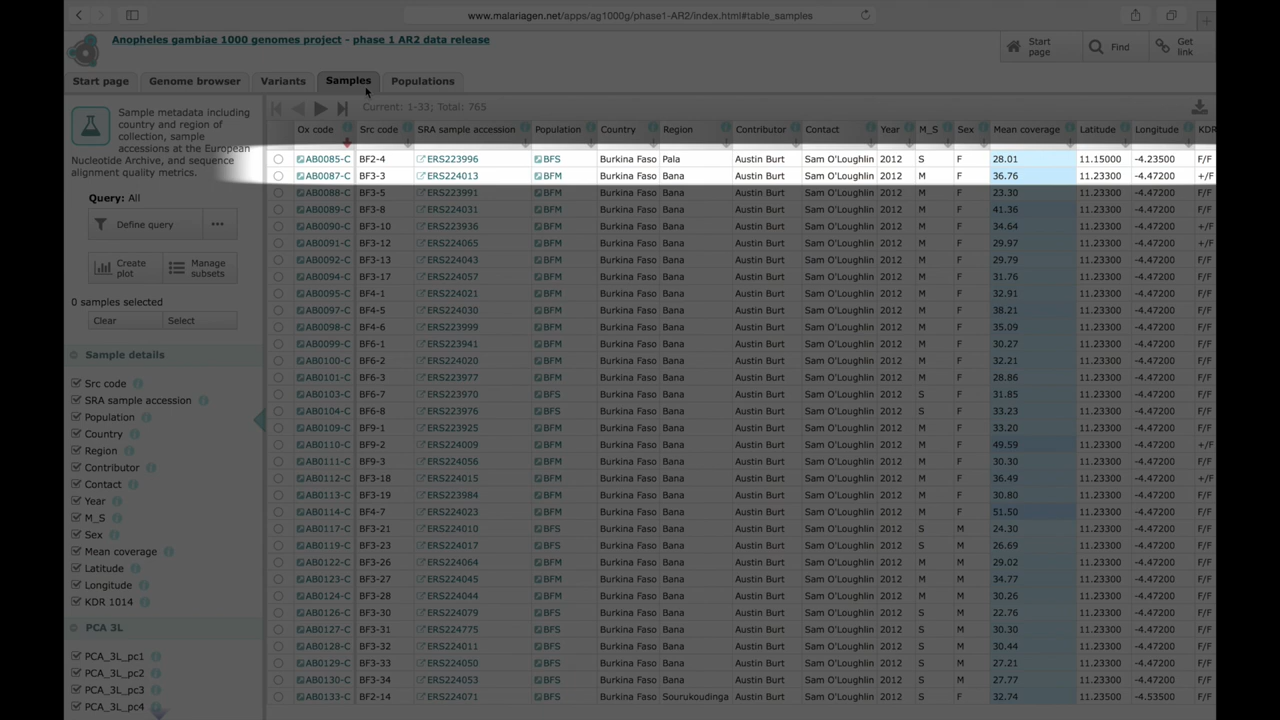 www.malariagen.net/apps/ag1000g/phase1-AR2/index.html#table_samples
Anopheles gambiae 1000 genomes project - phase 1 AR2 data release
Start page
Find
Get link
Start page Genome browser Variants Samples Populations
Sample metadata including
country and region of
collection, sample
accessions at the European
Nucleotide Archive, and sequence
alignment quality metrics.
Query: All
Define query
Create plot
Manage subsets
0 samples selected
Clear Select
Sample details
Src code
SRA sample accession
Population
Country
Region
Contributor
Contact
Year
M_S
Sex
Mean coverage
Latitude
Longitude
KDR 1014
PCA 3L
PCA_3L_pc1
PCA_3L_pc2
PCA_3L_pc3
PCA_3L_pc4
Current: 1-33; Total: 765
Ox code Src code SRA sample accession Population Country Region Contributor Contact Year M_S Sex Mean coverage Latitude Longitude KDR
AB0085-C BF2-4 ERS223996 BFS Burkina Faso Pala Austin Burt Sam O'Loughlin 2012 S F 28.01 11.15000 -4.23500 F/F
AB0087-C BF3-3 ERS224013 BFM Burkina Faso Bana Austin Burt Sam O'Loughlin 2012 M F 36.76 11.23300 -4.47200 +/F
AB0088-C BF3-5 ERS223991 BFM Burkina Faso Bana Austin Burt Sam O'Loughlin 2012 M F 23.30 11.23300 -4.47200 F/F
AB0089-C BF3-8 ERS224031 BFM Burkina Faso Bana Austin Burt Sam O'Loughlin 2012 M F 41.36 11.23300 -4.47200 F/F
AB0090-C BF3-10 ERS223936 BFM Burkina Faso Bana Austin Burt Sam O'Loughlin 2012 M F 34.64 11.23300 -4.47200 +/F
AB0091-C BF3-12 ERS224065 BFM Burkina Faso Bana Austin Burt Sam O'Loughlin 2012 M F 29.97 11.23300 -4.47200 +/F
AB0092-C BF3-13 ERS224043 BFM Burkina Faso Bana Austin Burt Sam O'Loughlin 2012 M F 29.79 11.23300 -4.47200 F/F
AB0094-C BF3-17 ERS224057 BFM Burkina Faso Bana Austin Burt Sam O'Loughlin 2012 M F 31.76 11.23300 -4.47200 F/F
AB0095-C BF4-1 ERS224021 BFM Burkina Faso Bana Austin Burt Sam O'Loughlin 2012 M F 32.91 11.23300 -4.47200 F/F
AB0097-C BF4-5 ERS224030 BFM Burkina Faso Bana Austin Burt Sam O'Loughlin 2012 M F 38.21 11.23300 -4.47200 F/F
AB0098-C BF4-6 ERS223999 BFM Burkina Faso Bana Austin Burt Sam O'Loughlin 2012 M F 35.09 11.23300 -4.47200 F/F
AB0099-C BF6-1 ERS223941 BFM Burkina Faso Bana Austin Burt Sam O'Loughlin 2012 M F 30.27 11.23300 -4.47200 F/F
AB0100-C BF6-2 ERS224020 BFM Burkina Faso Bana Austin Burt Sam O'Loughlin 2012 M F 32.21 11.23300 -4.47200 F/F
AB0101-C BF6-3 ERS223977 BFM Burkina Faso Bana Austin Burt Sam O'Loughlin 2012 M F 28.86 11.23300 -4.47200 F/F
AB0103-C BF6-7 ERS223970 BFS Burkina Faso Bana Austin Burt Sam O'Loughlin 2012 S F 31.85 11.23300 -4.47200 F/F
AB0104-C BF6-8 ERS223976 BFS Burkina Faso Bana Austin Burt Sam O'Loughlin 2012 S F 33.23 11.23300 -4.47200 F/F
AB0109-C BF9-1 ERS223925 BFM Burkina Faso Bana Austin Burt Sam O'Loughlin 2012 M F 33.20 11.23300 -4.47200 F/F
AB0110-C BF9-2 ERS224009 BFM Burkina Faso Bana Austin Burt Sam O'Loughlin 2012 M F 49.59 11.23300 -4.47200 +/F
AB0111-C BF9-3 ERS224056 BFM Burkina Faso Bana Austin Burt Sam O'Loughlin 2012 M F 30.30 11.23300 -4.47200 F/F
AB0112-C BF3-18 ERS224015 BFM Burkina Faso Bana Austin Burt Sam O'Loughlin 2012 M F 36.49 11.23300 -4.47200 +/F
AB0113-C BF3-19 ERS223984 BFM Burkina Faso Bana Austin Burt Sam O'Loughlin 2012 M F 30.80 11.23300 -4.47200 F/F
AB0114-C BF4-7 ERS224023 BFM Burkina Faso Bana Austin Burt Sam O'Loughlin 2012 M F 51.50 11.23300 -4.47200 F/F
AB0117-C BF3-21 ERS224010 BFS Burkina Faso Bana Austin Burt Sam O'Loughlin 2012 S M 24.30 11.23300 -4.47200 F/F
AB0119-C BF3-23 ERS224017 BFS Burkina Faso Bana Austin Burt Sam O'Loughlin 2012 S M 26.69 11.23300 -4.47200 F/F
AB0122-C BF3-26 ERS224064 BFM Burkina Faso Bana Austin Burt Sam O'Loughlin 2012 M M 29.02 11.23300 -4.47200 F/F
AB0123-C BF3-27 ERS224045 BFM Burkina Faso Bana Austin Burt Sam O'Loughlin 2012 M M 34.77 11.23300 -4.47200 F/F
AB0124-C BF3-28 ERS224044 BFM Burkina Faso Bana Austin Burt Sam O'Loughlin 2012 M M 30.26 11.23300 -4.47200 F/F
AB0126-C BF3-30 ERS224079 BFS Burkina Faso Bana Austin Burt Sam O'Loughlin 2012 S M 22.76 11.23300 -4.47200 F/F
AB0127-C BF3-31 ERS224775 BFS Burkina Faso Bana Austin Burt Sam O'Loughlin 2012 S M 30.30 11.23300 -4.47200 F/F
AB0128-C BF3-32 ERS224011 BFS Burkina Faso Bana Austin Burt Sam O'Loughlin 2012 S M 30.44 11.23300 -4.47200 F/F
AB0129-C BF3-33 ERS224050 BFS Burkina Faso Bana Austin Burt Sam O'Loughlin 2012 S M 27.21 11.23300 -4.47200 F/F
AB0130-C BF3-34 ERS224053 BFS Burkina Faso Bana Austin Burt Sam O'Loughlin 2012 S M 27.77 11.23300 -4.47200 F/F
AB0133-C BF2-14 ERS224071 BFS Burkina Faso Sourukoudinga Austin Burt Sam O'Loughlin 2012 S F 32.74 11.23500 -4.53500 F/F